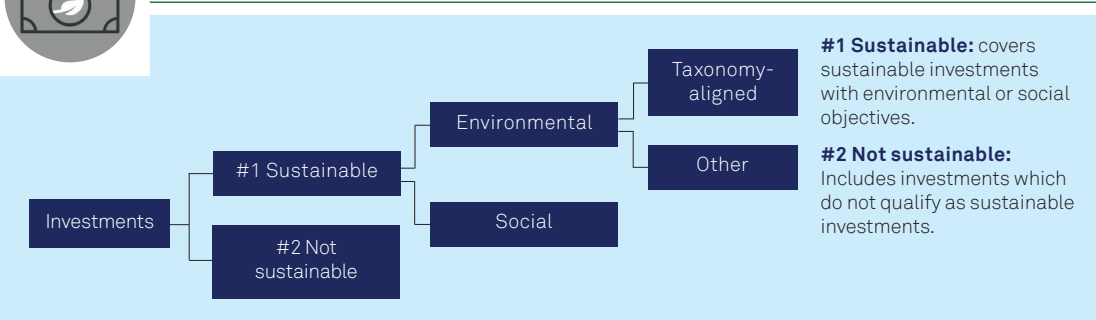 Investments
#1 Sustainable
#2 Not
sustainable
Environmental
Social
Taxonomy-
aligned
Other
#1 Sustainable: covers
sustainable investments
with environmental or social
objectives.
#2 Not sustainable:
Includes investments which
do not qualify as sustainable
investments.